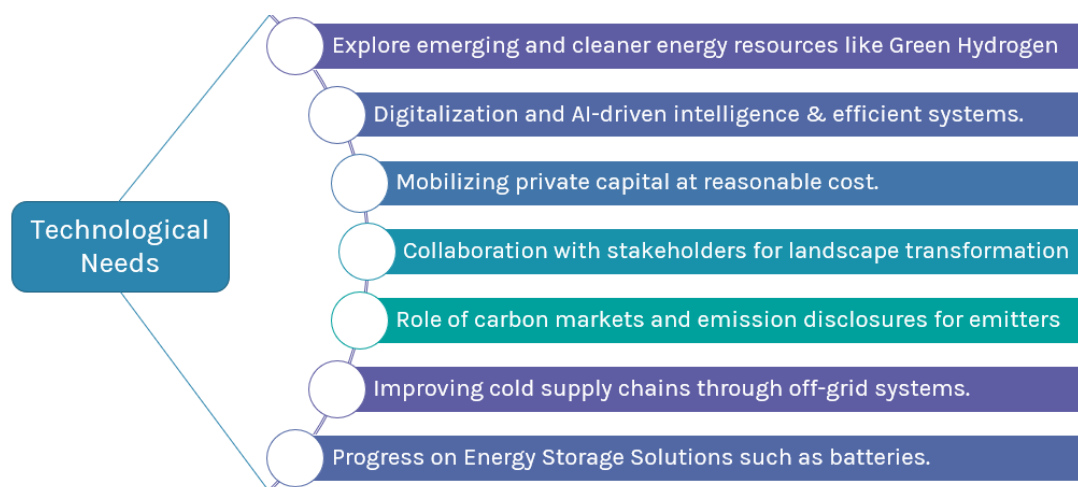 Explore emerging and cleaner energy resources like Green Hydrogen
Digitalization and AI-driven intelligence & efficient systems.
Mobilizing private capital at reasonable cost.
Technological
Needs
Collaboration with stakeholders for landscape transformation
Role of carbon markets and emission disclosures for emitters
Improving cold supply chains through off-grid systems.
Progress on Energy Storage Solutions such as batteries.